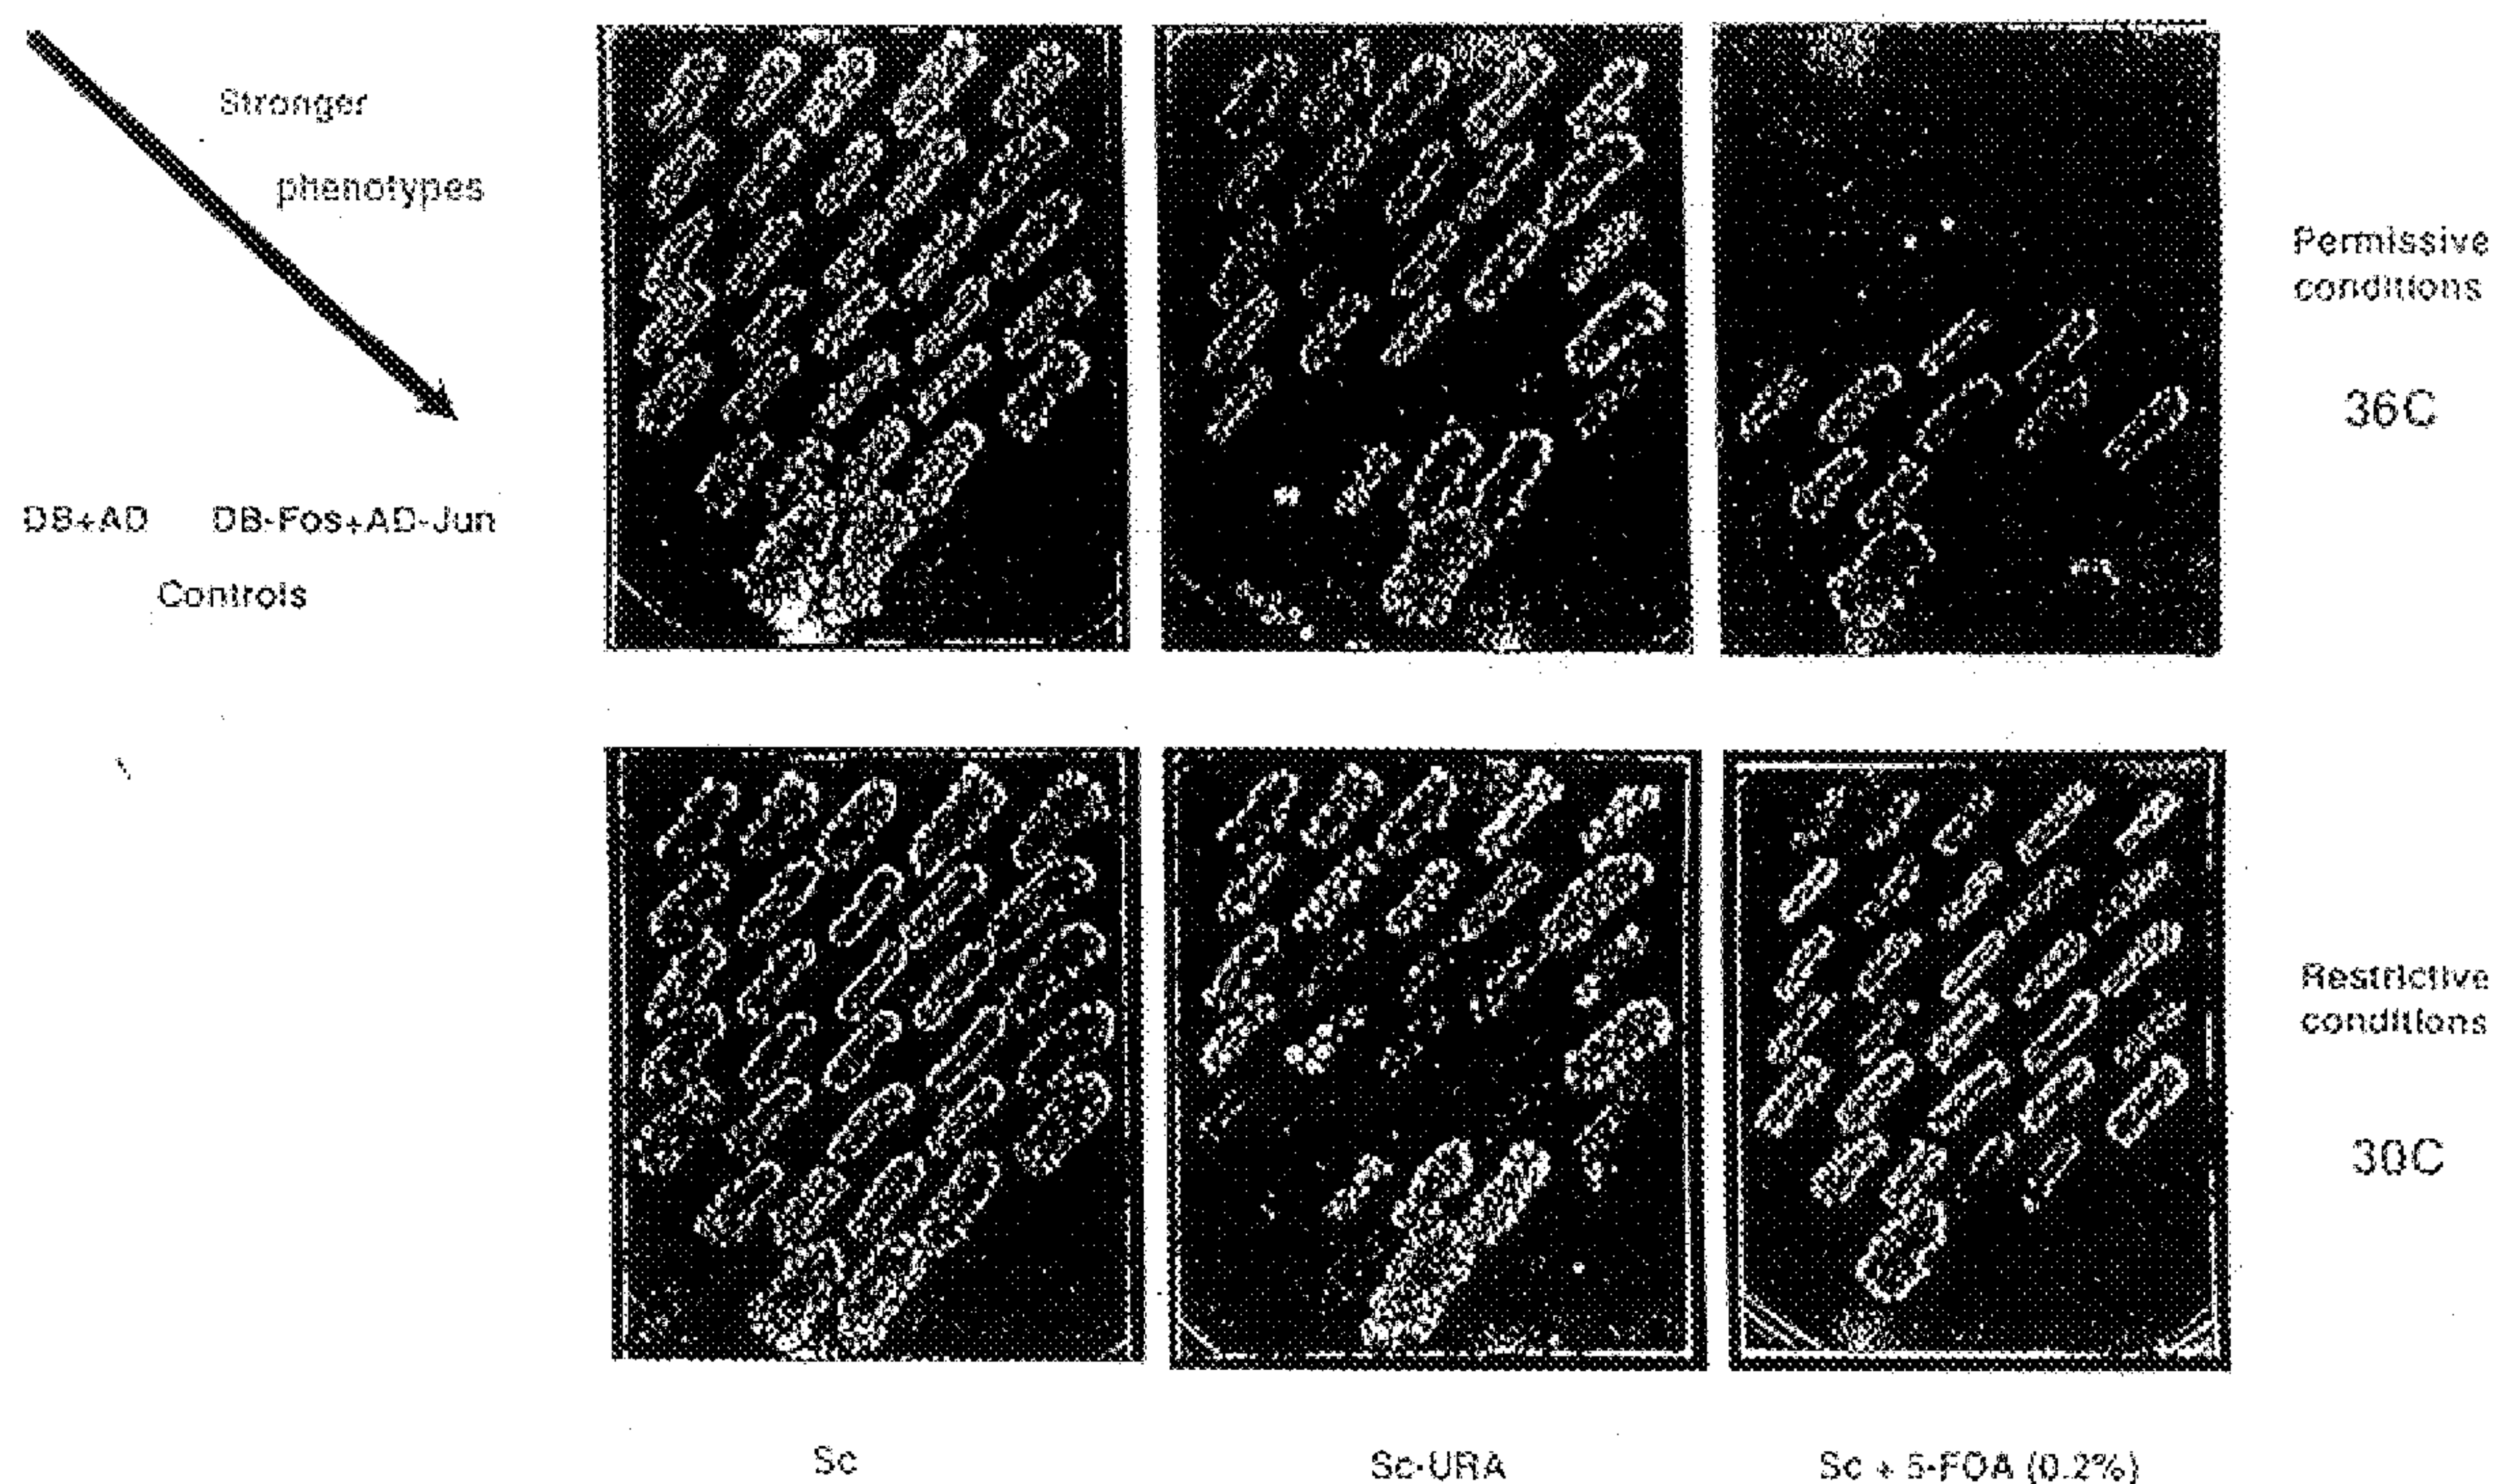 Stronger
phenotypes
DB+AD DB-Fos+AD-Jun
Controls
Permissive
conditions
36C
Restrictive
conditions
30C
Sc
Sc-URA
Sc + 5-FOA (0.2%)